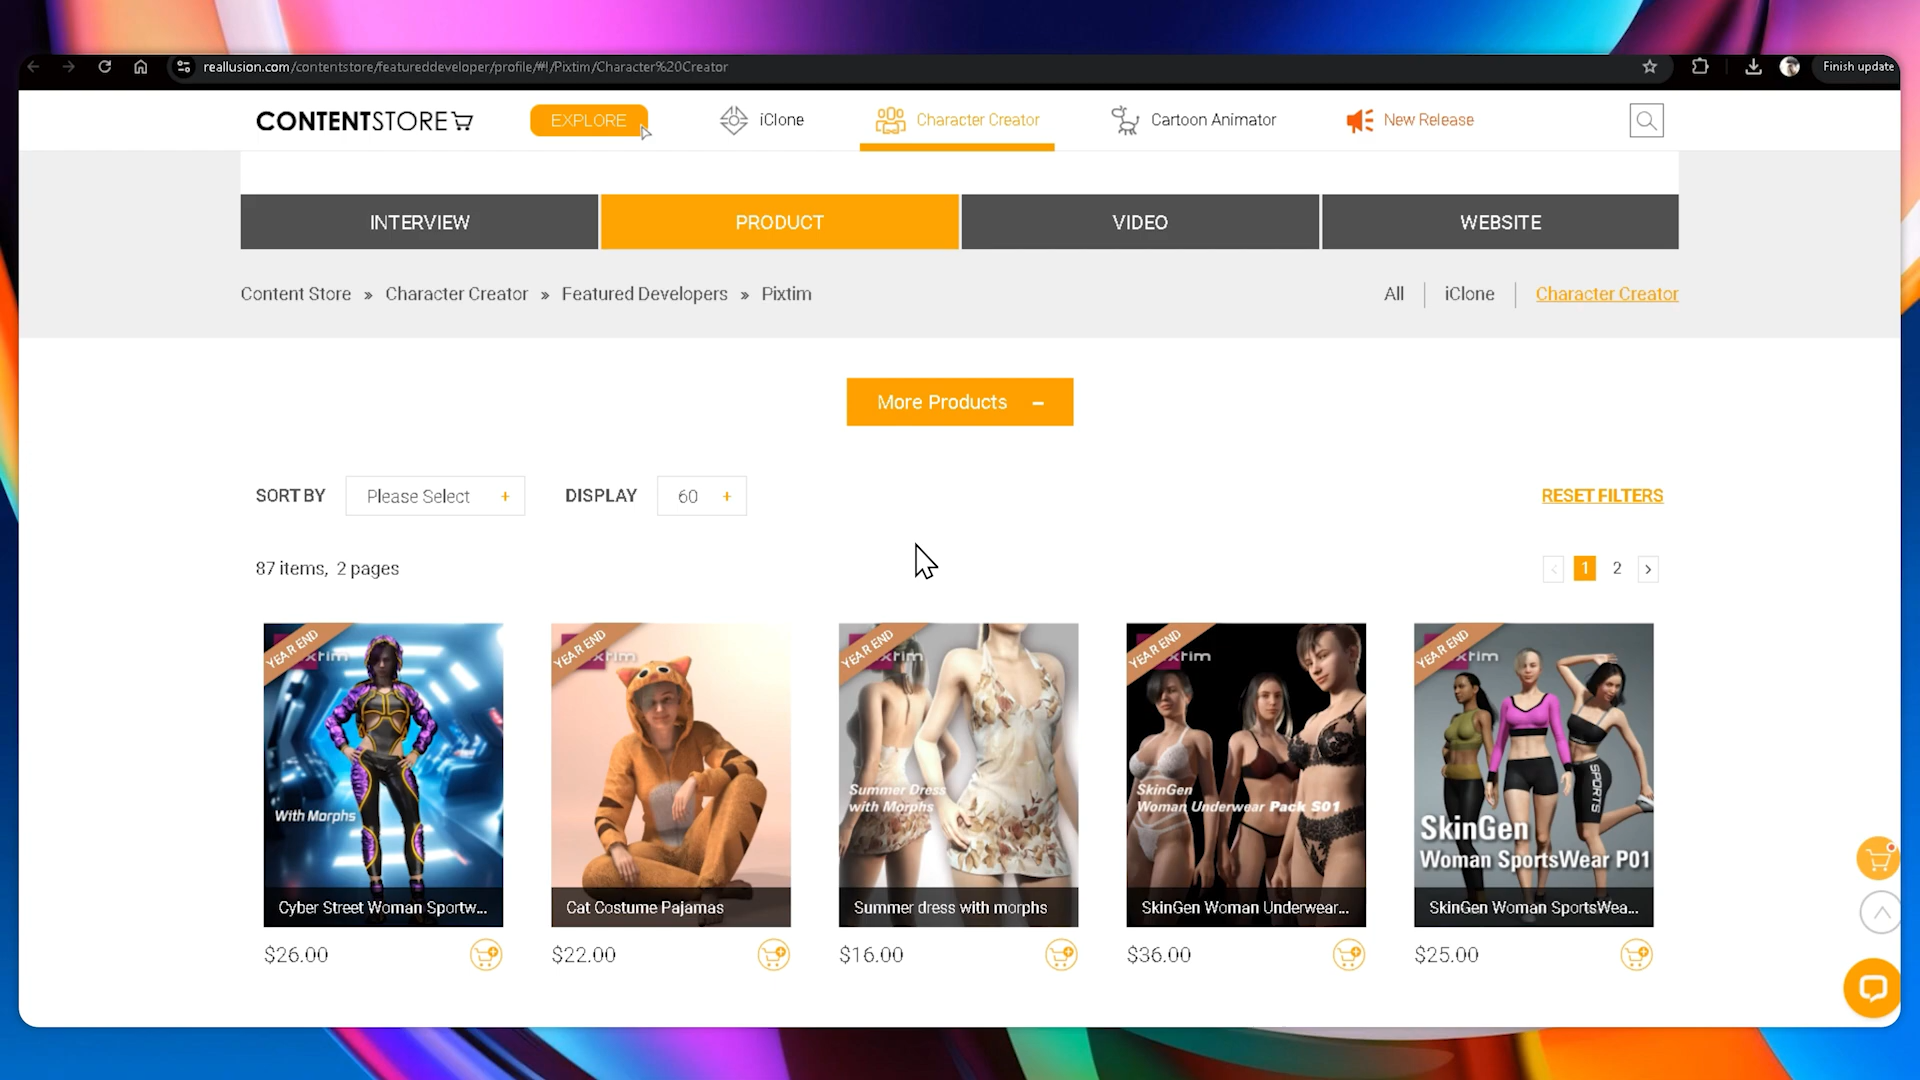 reallusion.com/contentstore/featureddeveloper/profile/#!/Pixtim/Character%20Creator
Finish update
CONTENTSTORE
EXPLORE
iClone
Character Creator
Cartoon Animator
New Release
INTERVIEW
PRODUCT
VIDEO
WEBSITE
Content Store » Character Creator » Featured Developers » Pixtim
All
iClone
Character Creator
More Products –
SORT BY
Please Select +
DISPLAY
60 +
RESET FILTERS
87 items, 2 pages
< 1 2 >
YEAR END
With Morphs
Cyber Street Woman Sportw...
$26.00
YEAR END
Cat Costume Pajamas
$22.00
YEAR END
Summer Dress
with Morphs
Summer dress with morphs
$16.00
YEAR END
SkinGen
Woman Underwear Pack S01
SkinGen Woman Underwear...
$36.00
YEAR END
SPORTS
SkinGen
Woman SportsWear P01
SkinGen Woman SportsWea...
$25.00